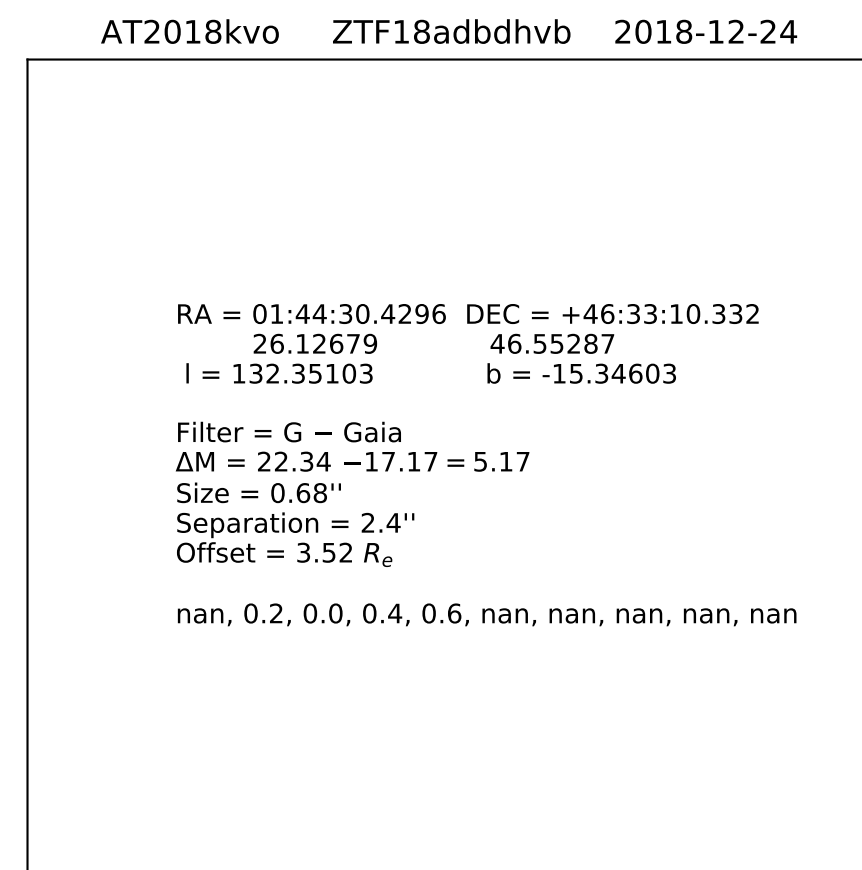 AT2018kvo ZTF18adbdhvb 2018-12-24
RA = 01:44:30.4296 DEC = +46:33:10.332
26.12679 46.55287
l = 132.35103 b = -15.34603
Filter = G − Gaia
ΔM = 22.34 −17.17 = 5.17
Size = 0.68''
Separation = 2.4''
Offset = 3.52 Re
nan, 0.2, 0.0, 0.4, 0.6, nan, nan, nan, nan, nan